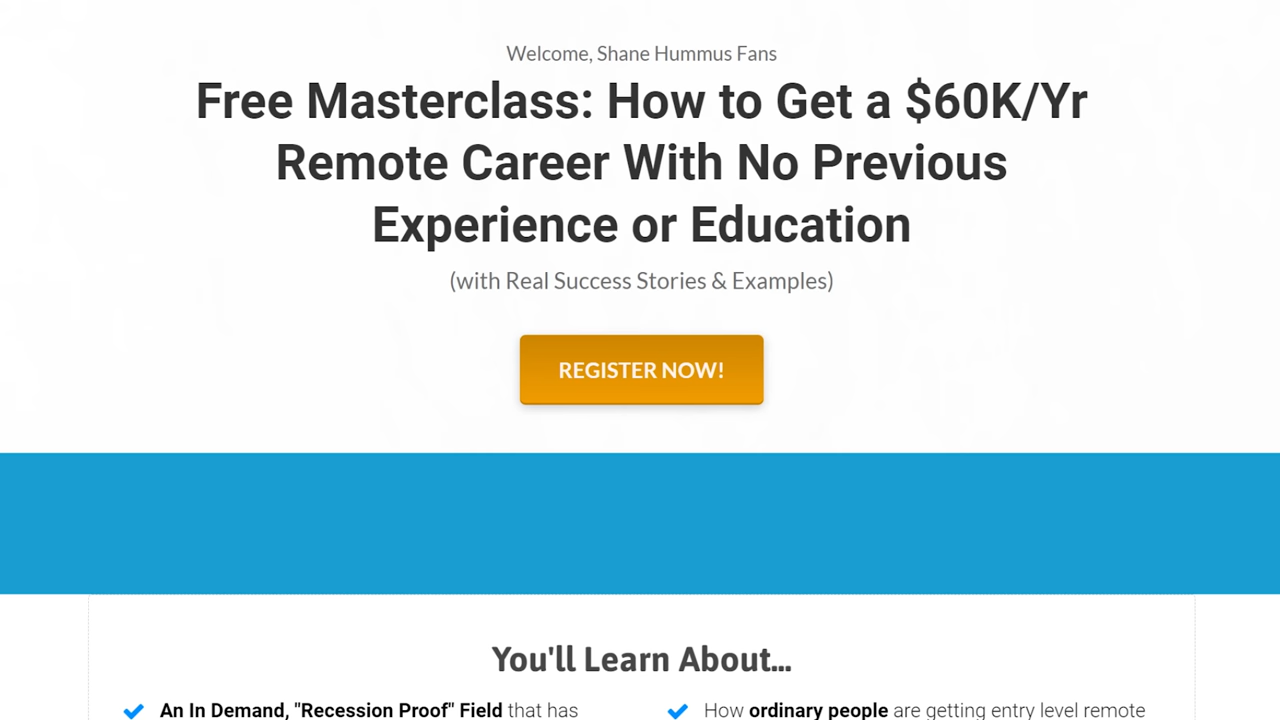 Welcome, Shane Hummus Fans
Free Masterclass: How to Get a $60K/Yr
Remote Career With No Previous
Experience or Education
(with Real Success Stories & Examples)
REGISTER NOW!
You'll Learn About...
An In Demand, "Recession Proof" Field that has
How ordinary people are getting entry level remote